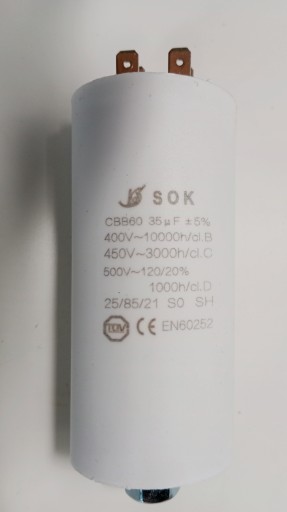 SOK
CBB60 35μF ±5%
400V~10000h/cl.B
450V~3000h/cl.C
500V~120/20%
1000h/cl.D
25/85/21 S0 SH
TÜV CE EN60252